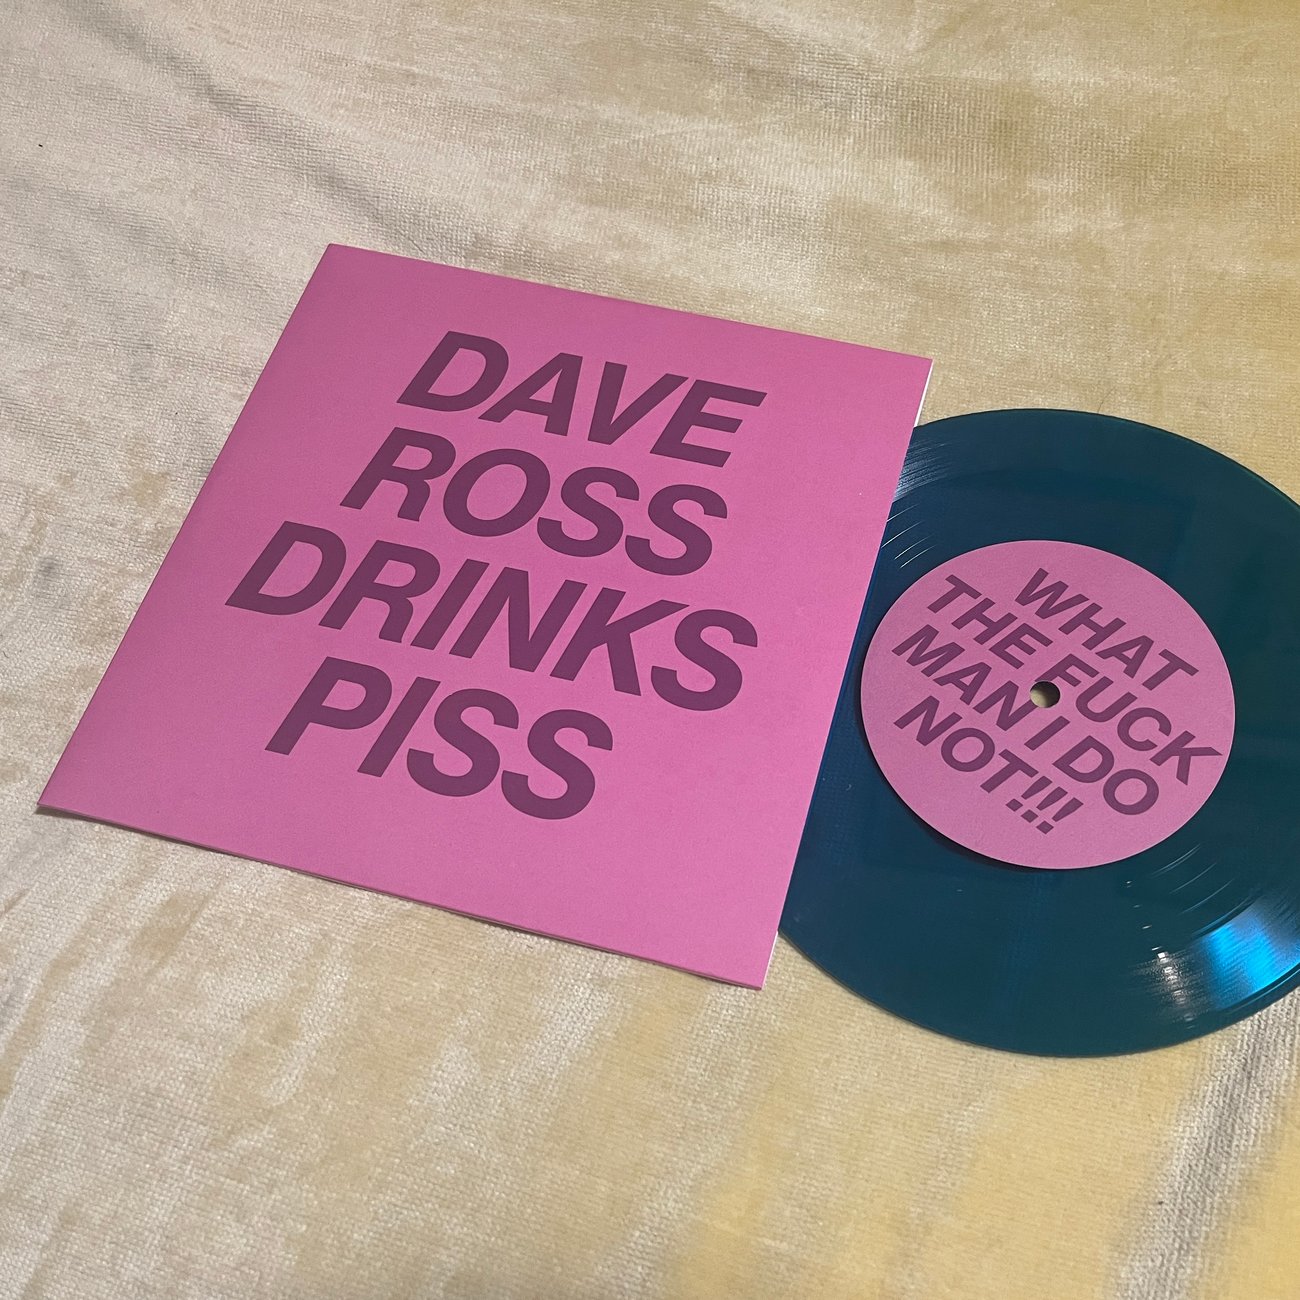 DAVE
ROSS
DRINKS
PISS
WHAT
THE FUCK
MAN I DO
NOT!!!